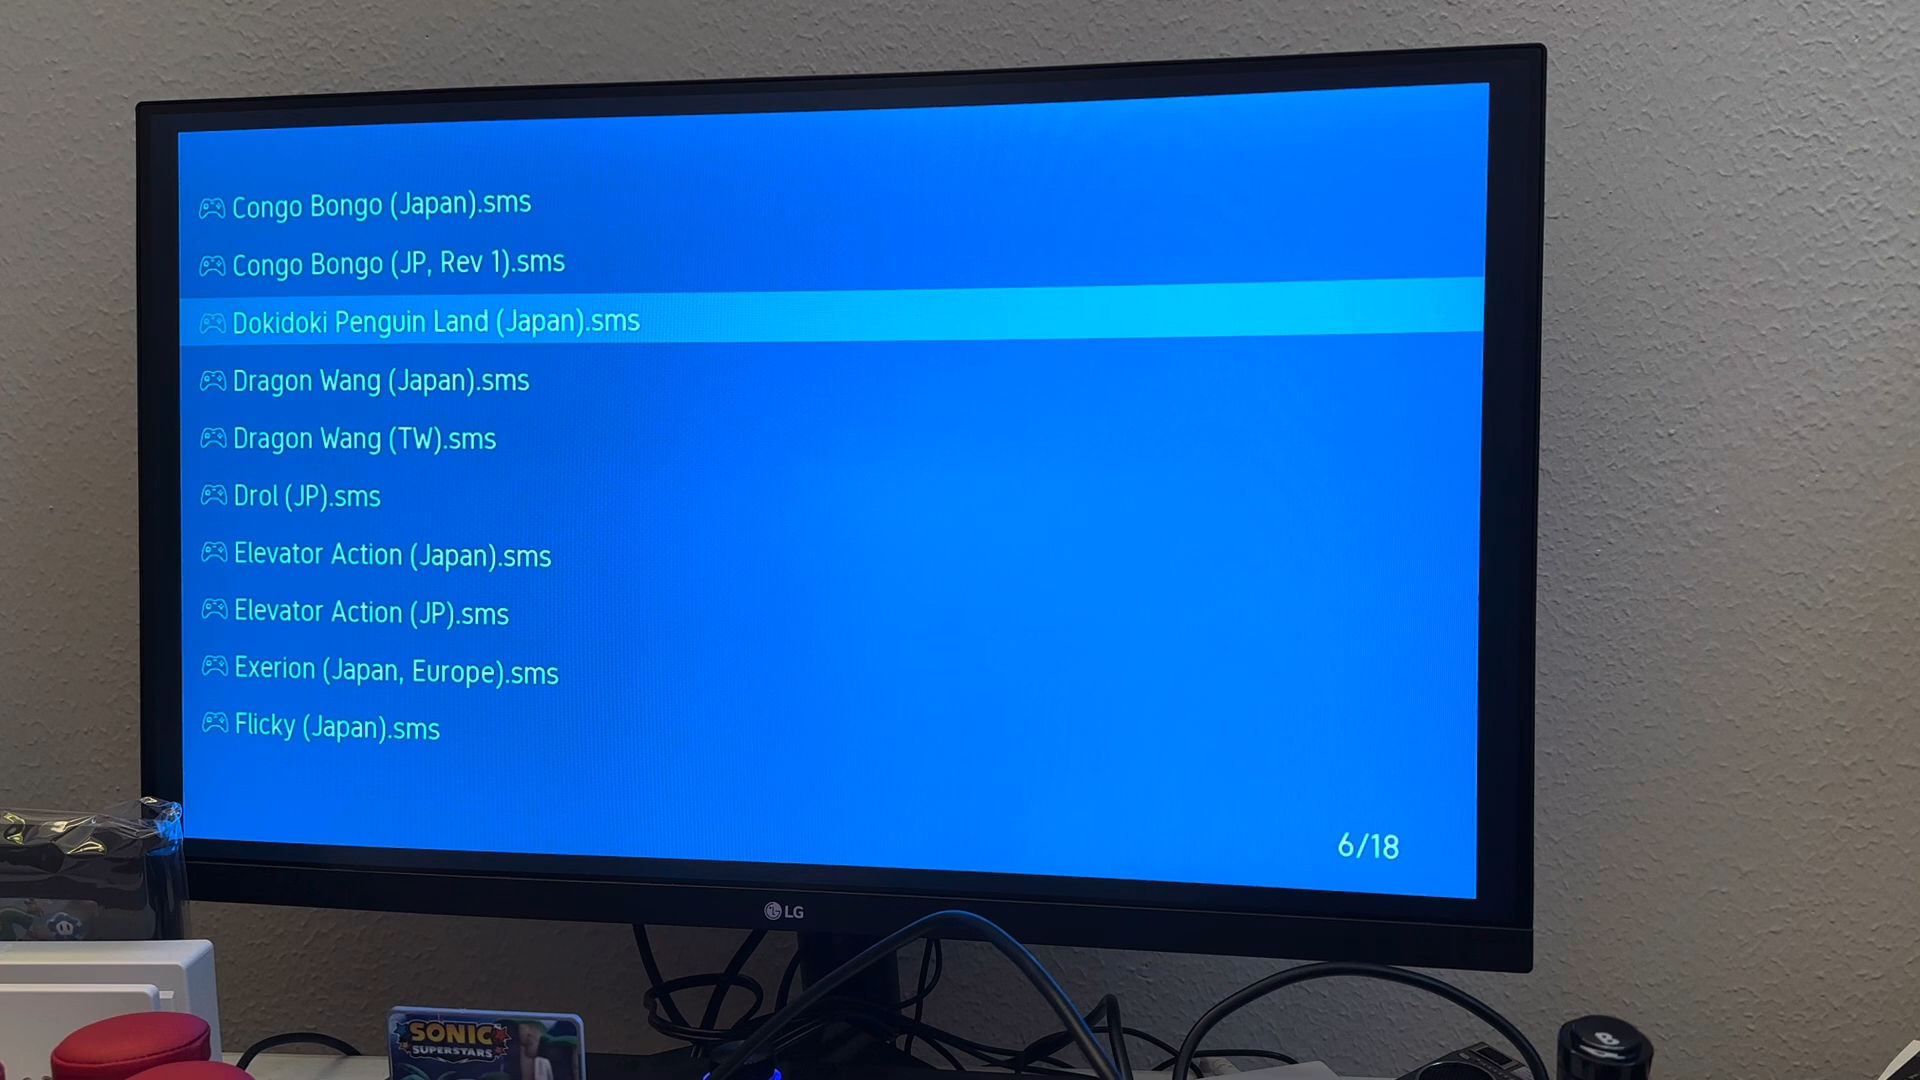 Congo Bongo (Japan).sms
Congo Bongo (JP, Rev 1).sms
Dokidoki Penguin Land (Japan).sms
Dragon Wang (Japan).sms
Dragon Wang (TW).sms
Drol (JP).sms
Elevator Action (Japan).sms
Elevator Action (JP).sms
Exerion (Japan, Europe).sms
Flicky (Japan).sms
6/18
LG
SONIC
SUPERSTARS
B